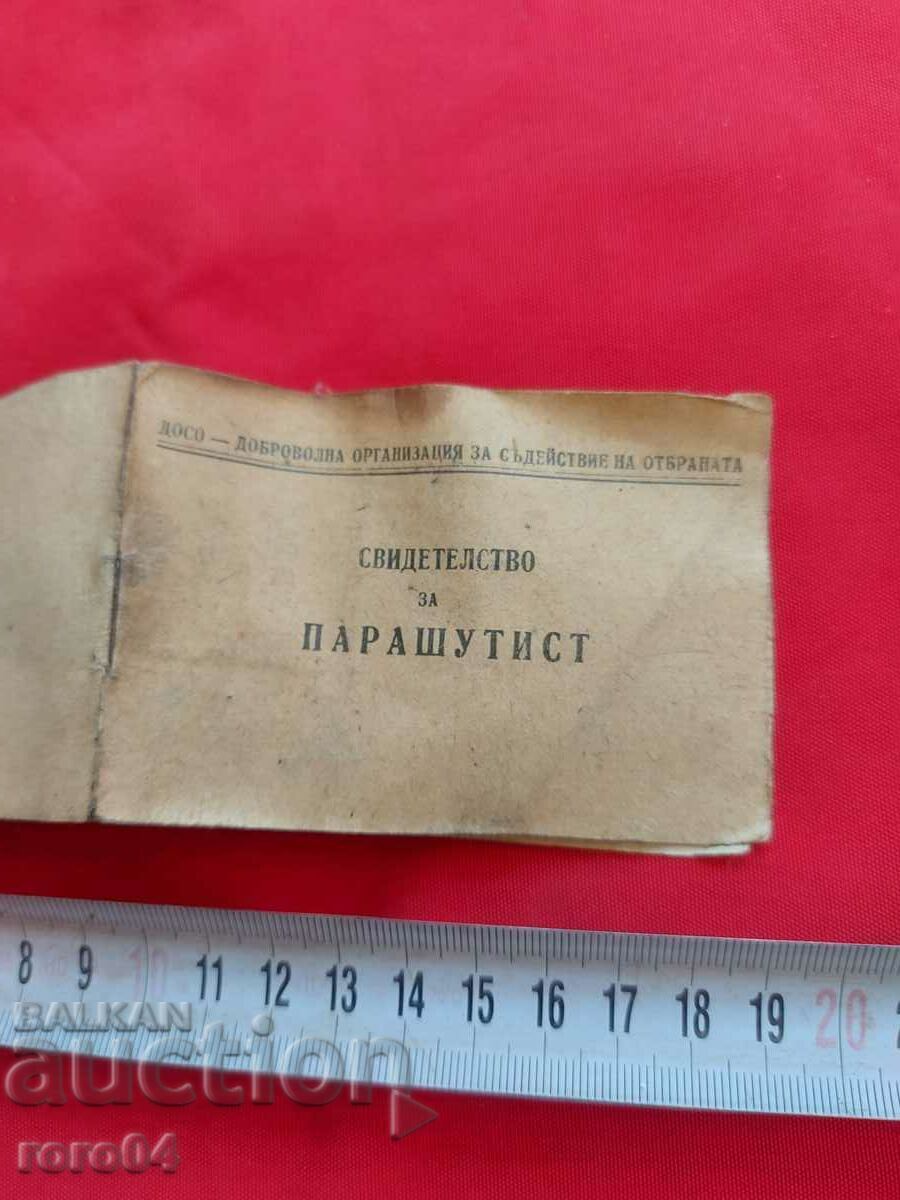 ДОСО — ДОБРОВОЛНА ОРГАНИЗАЦИЯ ЗА СЪДЕЙСТВИЕ НА ОТБРАНАТА
СВИДЕТЕЛСТВО
ЗА
ПАРАШУТИСТ
8 9 10 11 12 13 14 15 16 17 18 19 20
BALKAN
auction
roro04